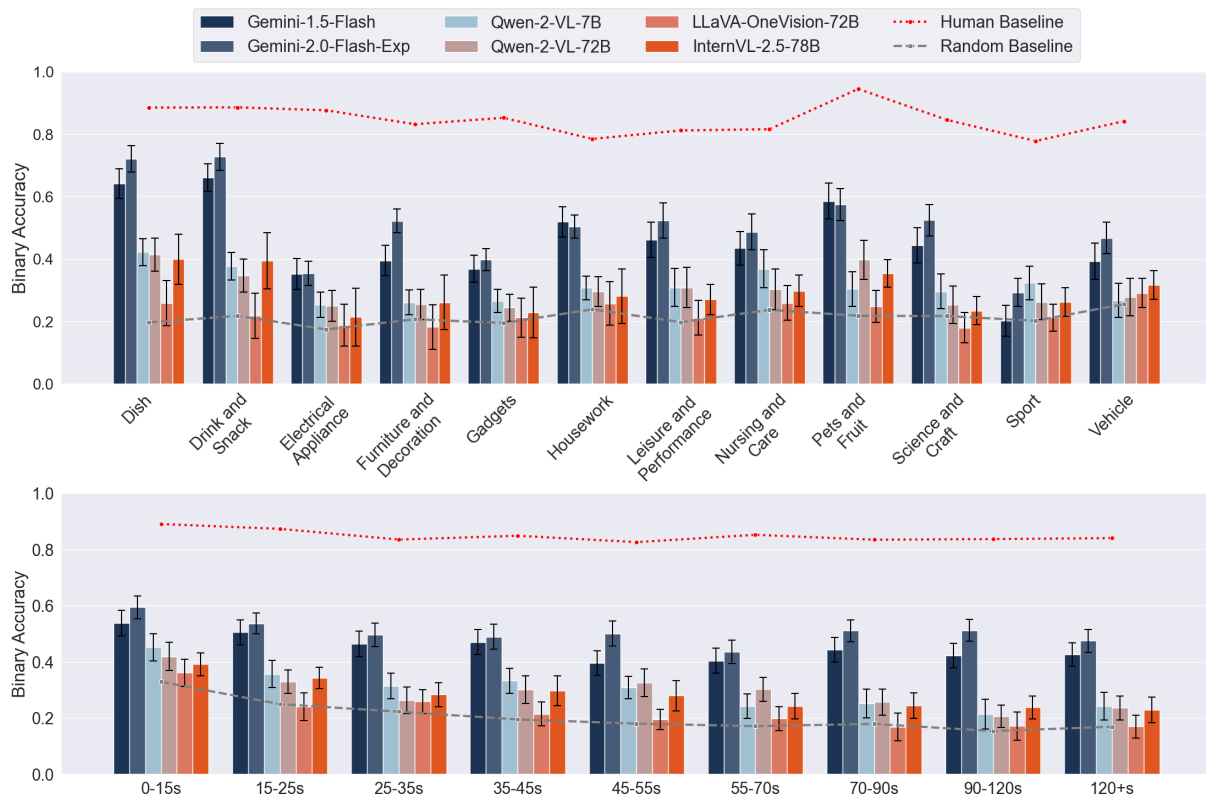 Gemini-1.5-Flash
Gemini-2.0-Flash-Exp
Qwen-2-VL-7B
Qwen-2-VL-72B
LLaVA-OneVision-72B
InternVL-2.5-78B
Human Baseline
Random Baseline
Binary Accuracy
1.0
0.8
0.6
0.4
0.2
0.0
Dish
Drink and
Snack
Electrical
Appliance
Furniture and
Decoration
Gadgets
Housework
Leisure and
Performance
Nursing and
Care
Pets and
Fruit
Science and
Craft
Sport
Vehicle
Binary Accuracy
1.0
0.8
0.6
0.4
0.2
0.0
0-15s
15-25s
25-35s
35-45s
45-55s
55-70s
70-90s
90-120s
120+s